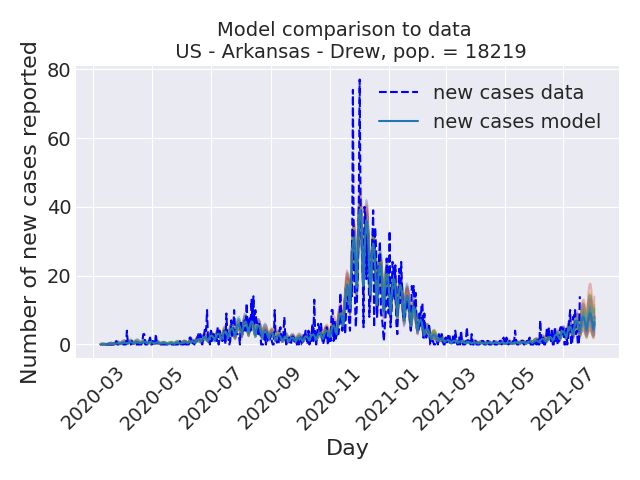 Model comparison to data
US - Arkansas - Drew, pop. = 18219
Number of new cases reported
80
60
40
20
0
new cases data
new cases model
2020-03
2020-05
2020-07
2020-09
2020-11
2021-01
2021-03
2021-05
2021-07
Day